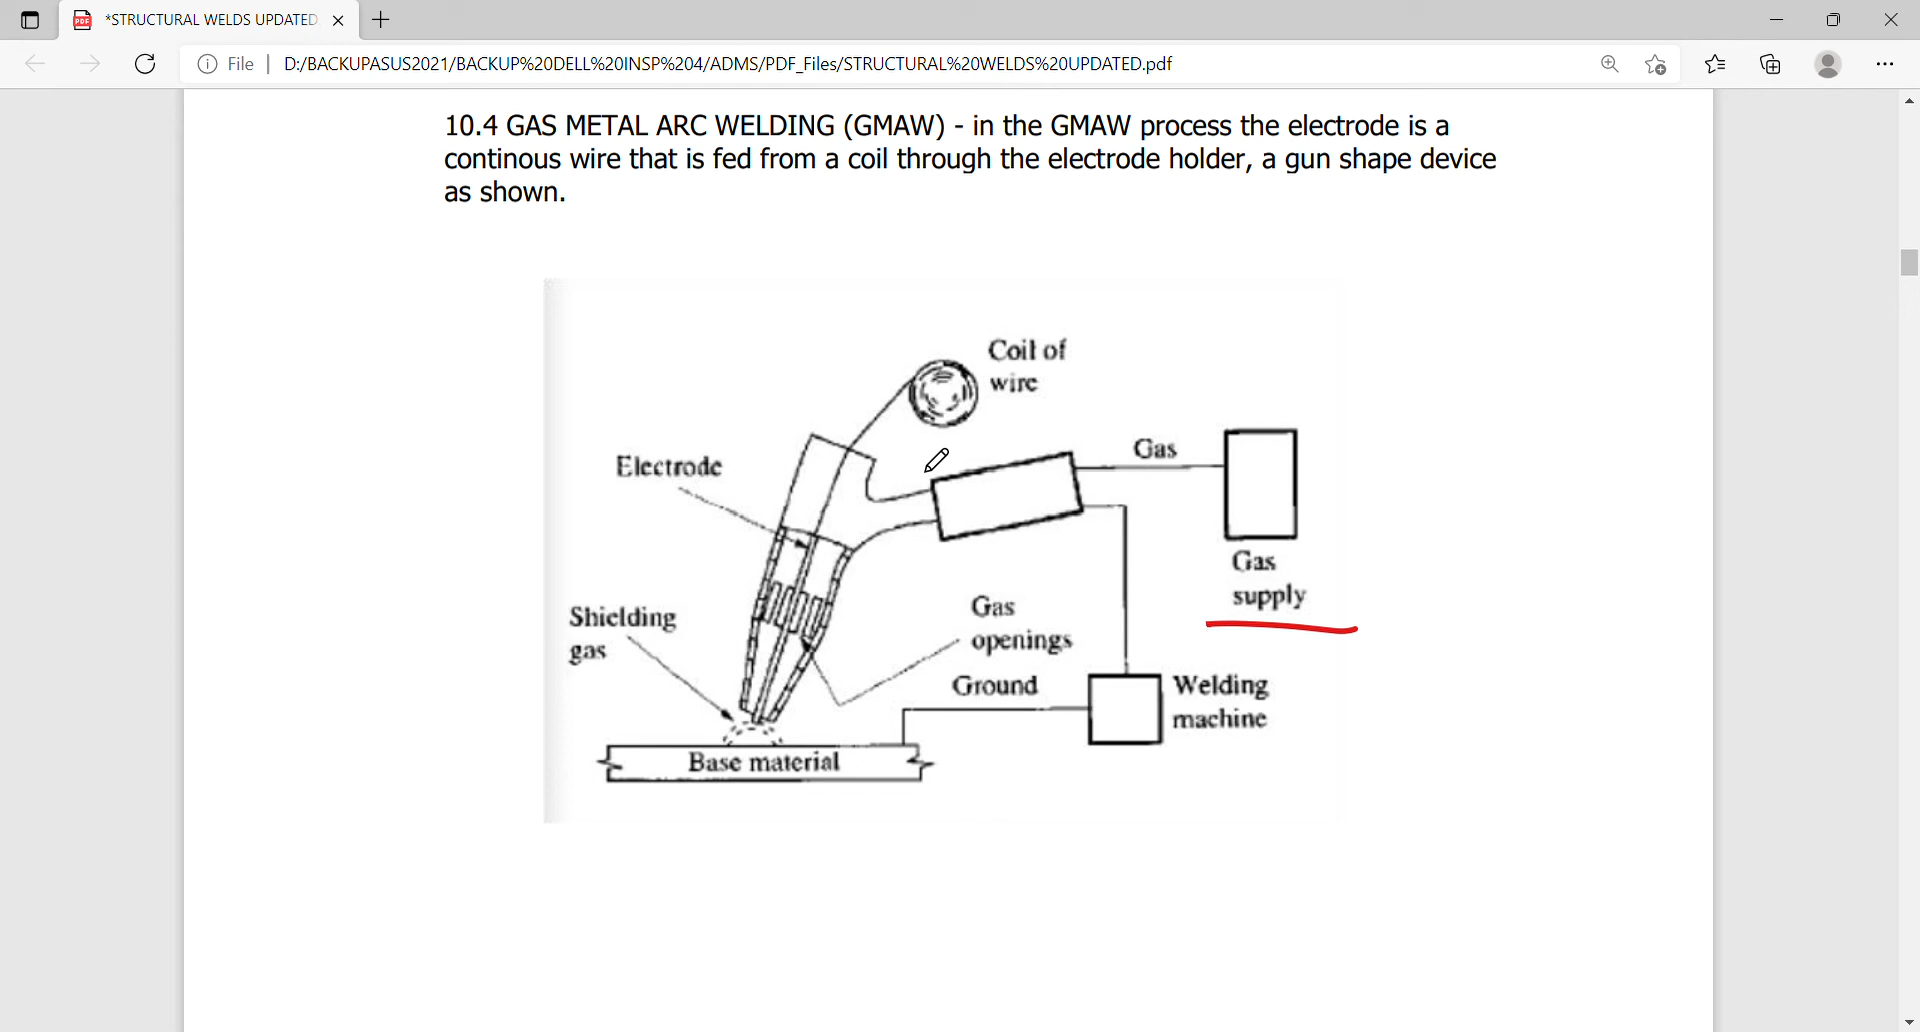 *STRUCTURAL WELDS UPDATED
File
D:/BACKUPASUS2021/BACKUP%20DELL%20INSP%204/ADMS/PDF_Files/STRUCTURAL%20WELDS%20UPDATED.pdf
10.4 GAS METAL ARC WELDING (GMAW) - in the GMAW process the electrode is a
continous wire that is fed from a coil through the electrode holder, a gun shape device
as shown.
Coil of
wire
Electrode
Gas
Gas
supply
Shielding
gas
Gas
openings
Ground
Welding
machine
Base material